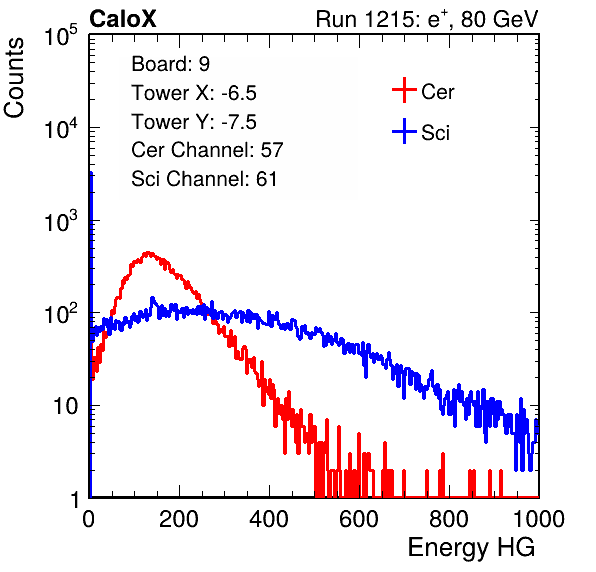 CaloX Run 1215: e⁺, 80 GeV
Counts
10⁵
10⁴
10³
10²
10
1
Board: 9
Tower X: -6.5
Tower Y: -7.5
Cer Channel: 57
Sci Channel: 61
Cer
Sci
0 200 400 600 800 1000
Energy HG